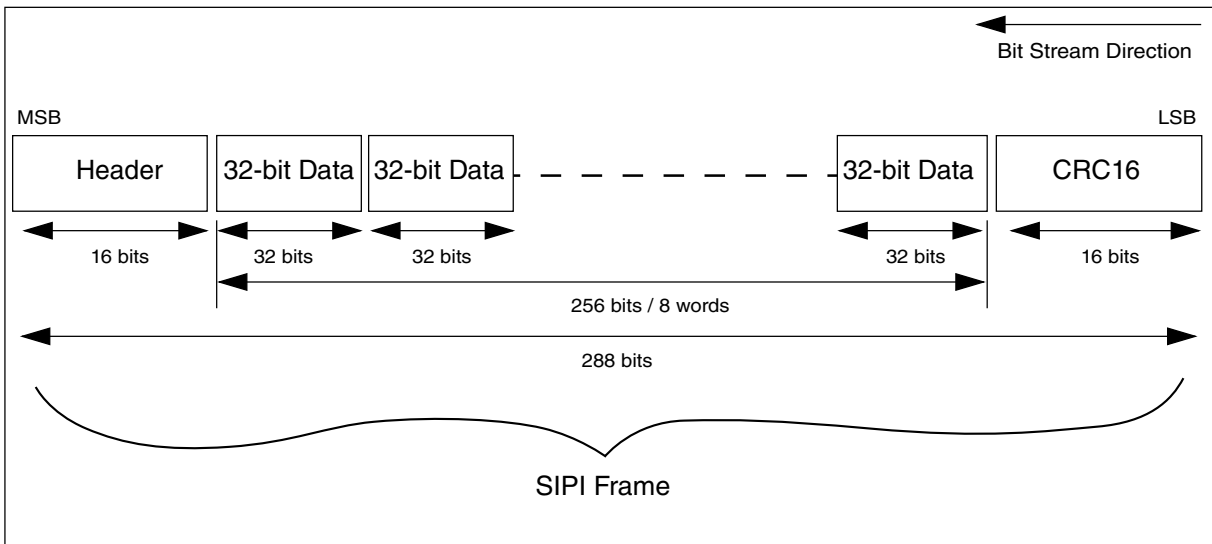 Bit Stream Direction
MSB
LSB
Header
32-bit Data
32-bit Data
32-bit Data
CRC16
16 bits
32 bits
32 bits
32 bits
16 bits
256 bits / 8 words
288 bits
SIPI Frame